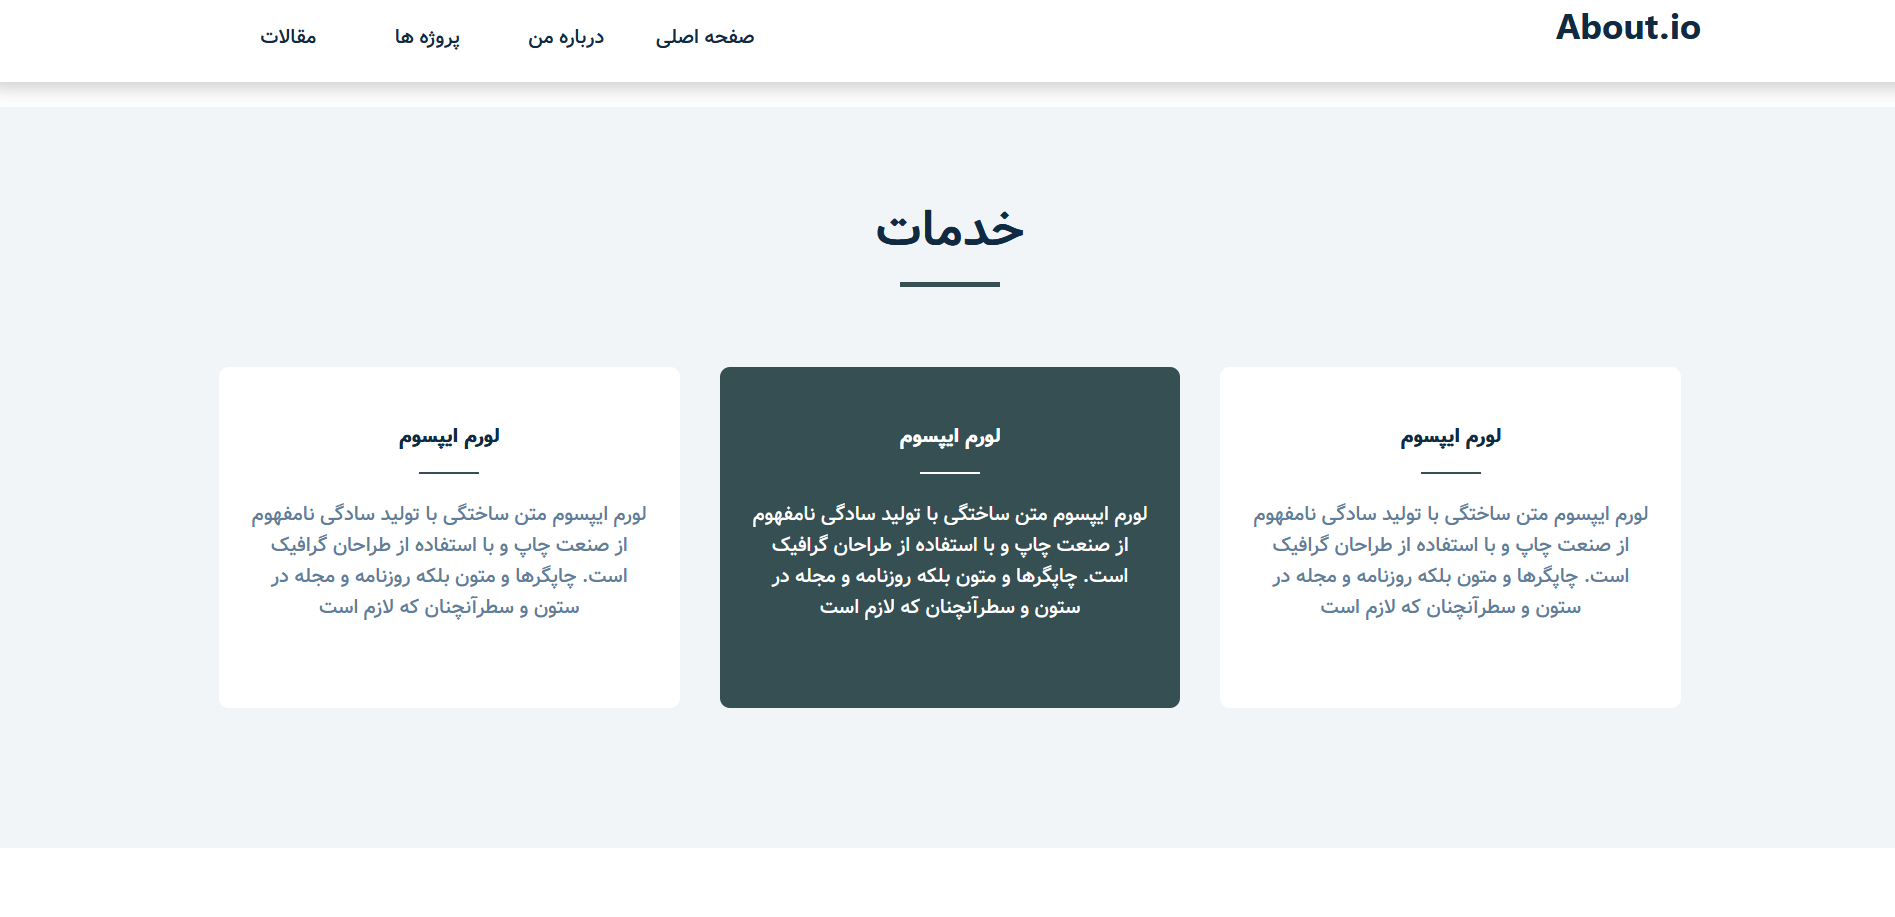 About.io
صفحه اصلی
درباره من
پروژه ها
مقالات
خدمات
لورم ایپسوم
لورم ایپسوم متن ساختگی با تولید سادگی نامفهوم
از صنعت چاپ و با استفاده از طراحان گرافیک
است. چاپگرها و متون بلکه روزنامه و مجله در
ستون و سطرآنچنان که لازم است
لورم ایپسوم
لورم ایپسوم متن ساختگی با تولید سادگی نامفهوم
از صنعت چاپ و با استفاده از طراحان گرافیک
است. چاپگرها و متون بلکه روزنامه و مجله در
ستون و سطرآنچنان که لازم است
لورم ایپسوم
لورم ایپسوم متن ساختگی با تولید سادگی نامفهوم
از صنعت چاپ و با استفاده از طراحان گرافیک
است. چاپگرها و متون بلکه روزنامه و مجله در
ستون و سطرآنچنان که لازم است